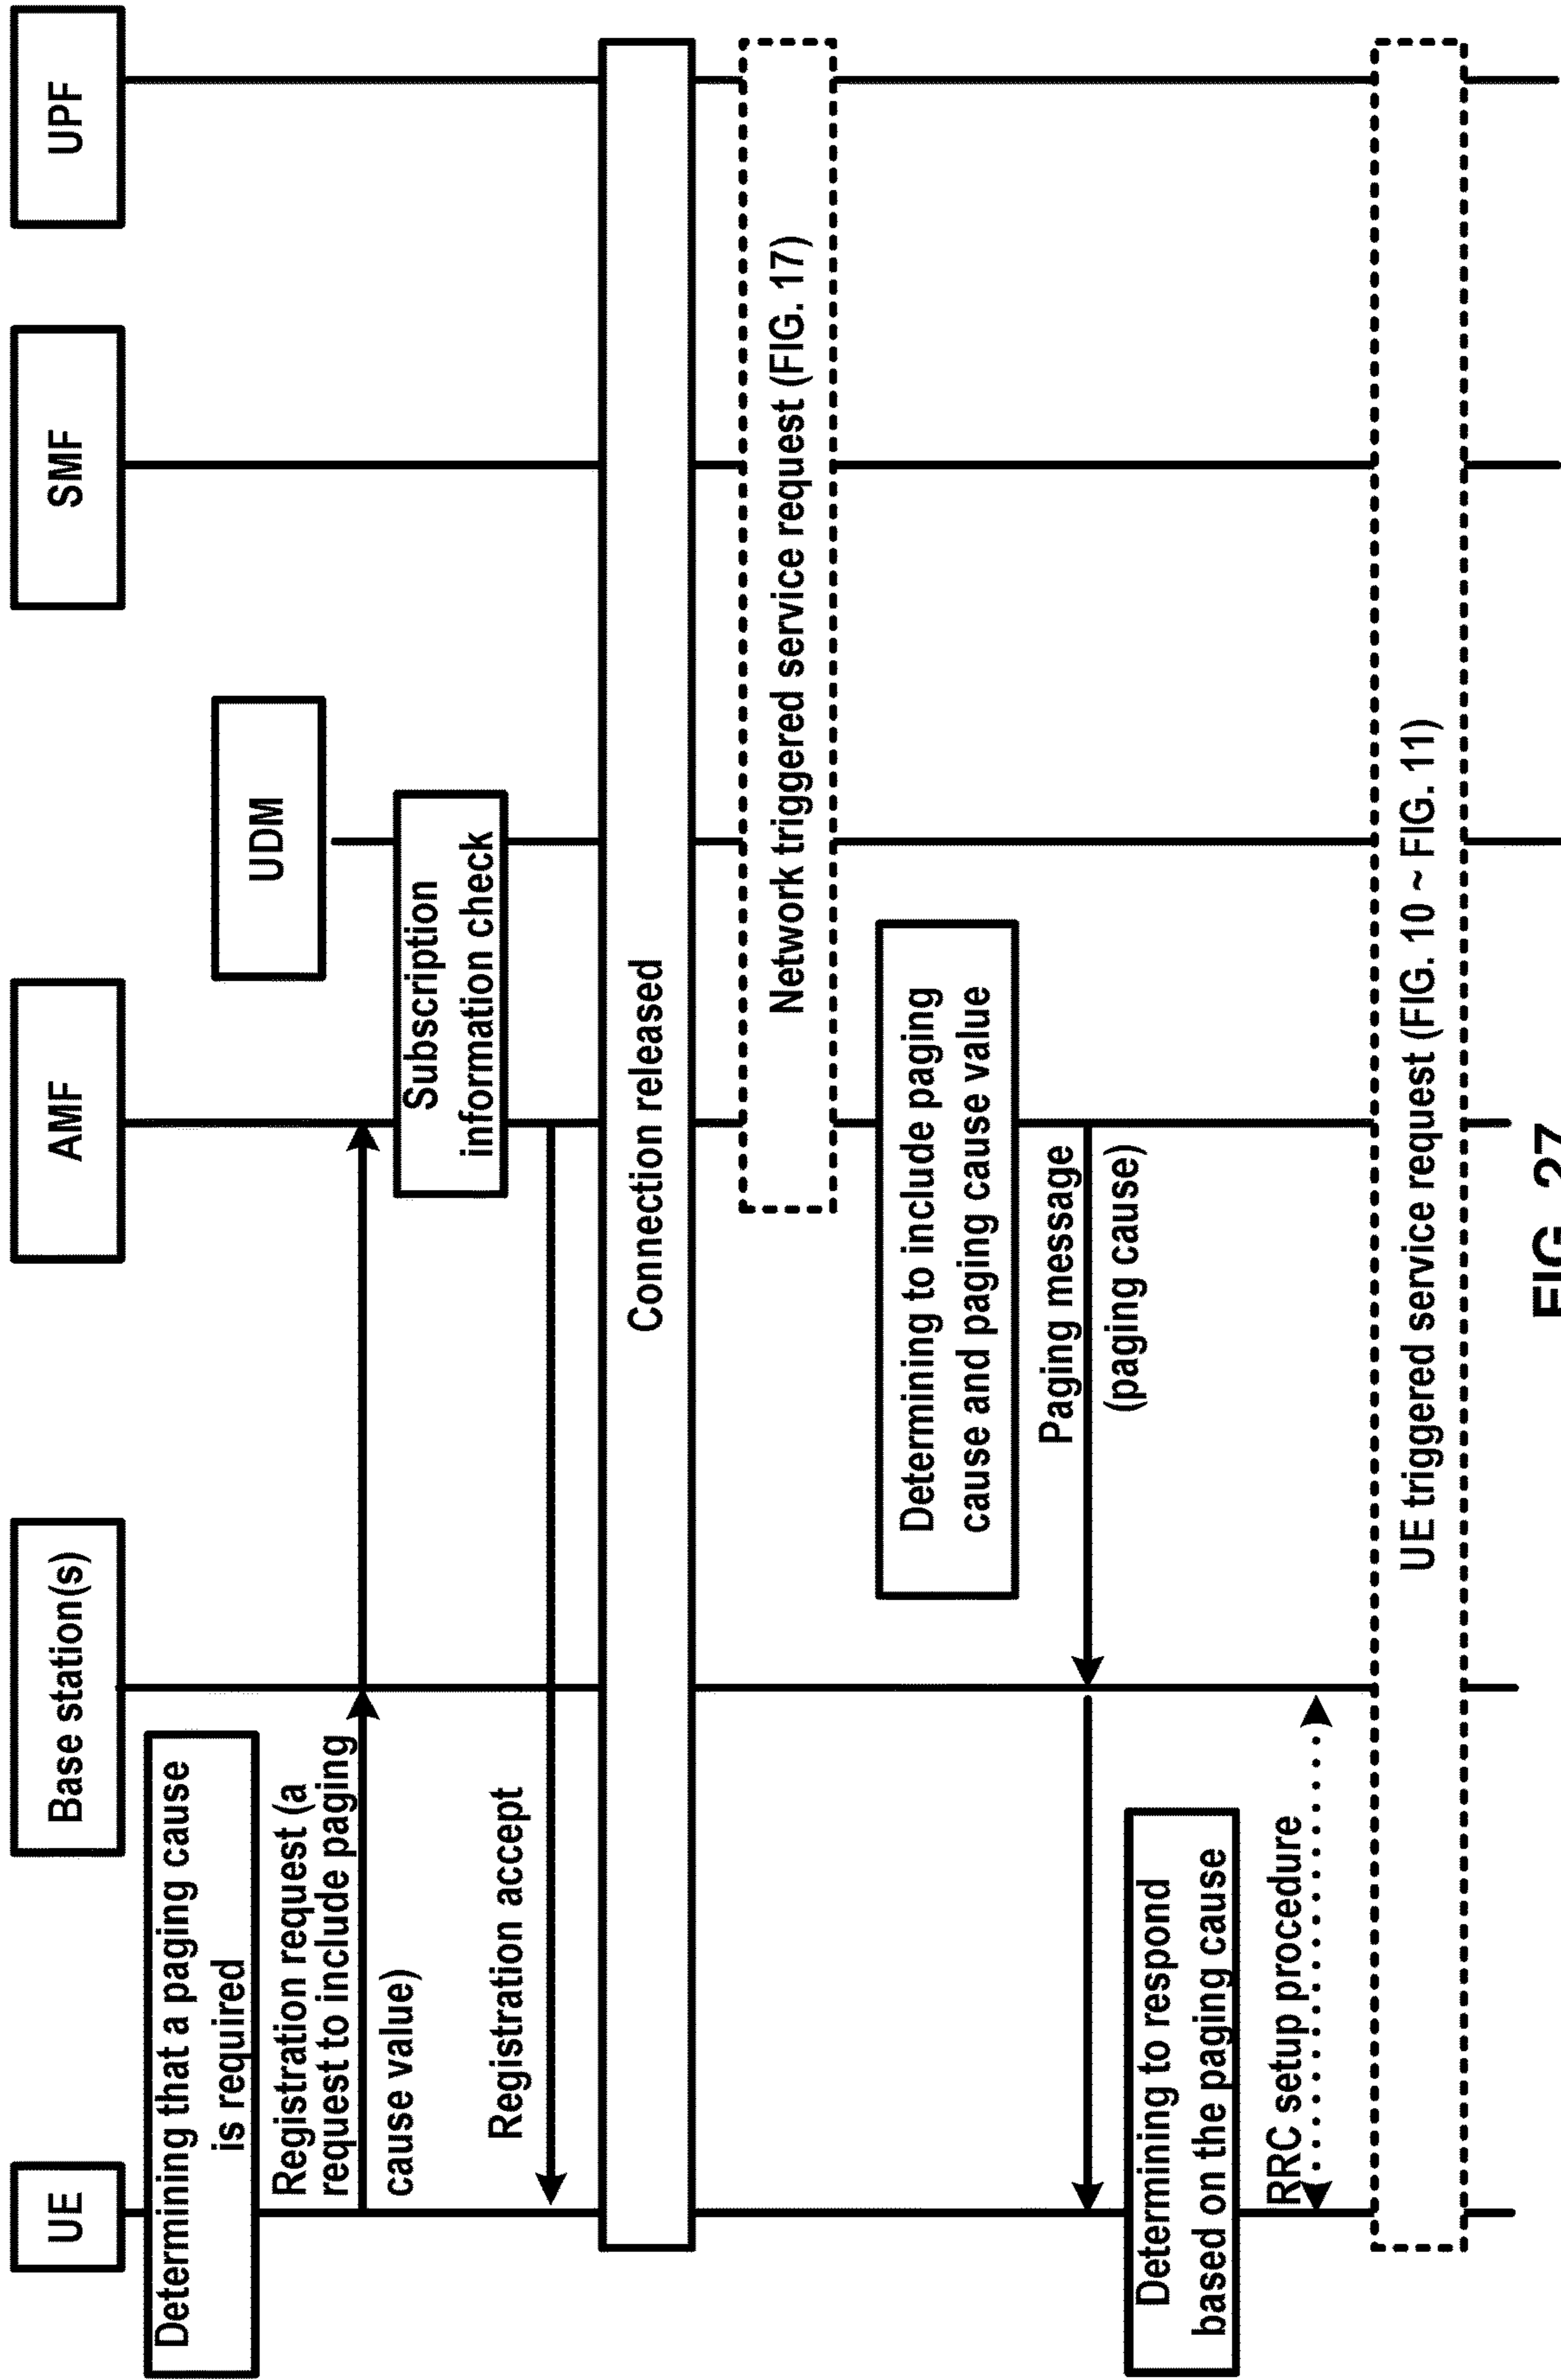 UE
Base station(s)
AMF
SMF
UPF
Determining that a paging cause
is required
UDM
Registration request (a
request to include paging
cause value)
Subscription
information check
Registration accept
Connection released
Network triggered service request (FIG. 17)
Determining to include paging
cause and paging cause value
Paging message
(paging cause)
Determining to respond
based on the paging cause
RRC setup procedure
UE triggered service request (FIG. 10 ~ FIG. 11)
FIG. 27